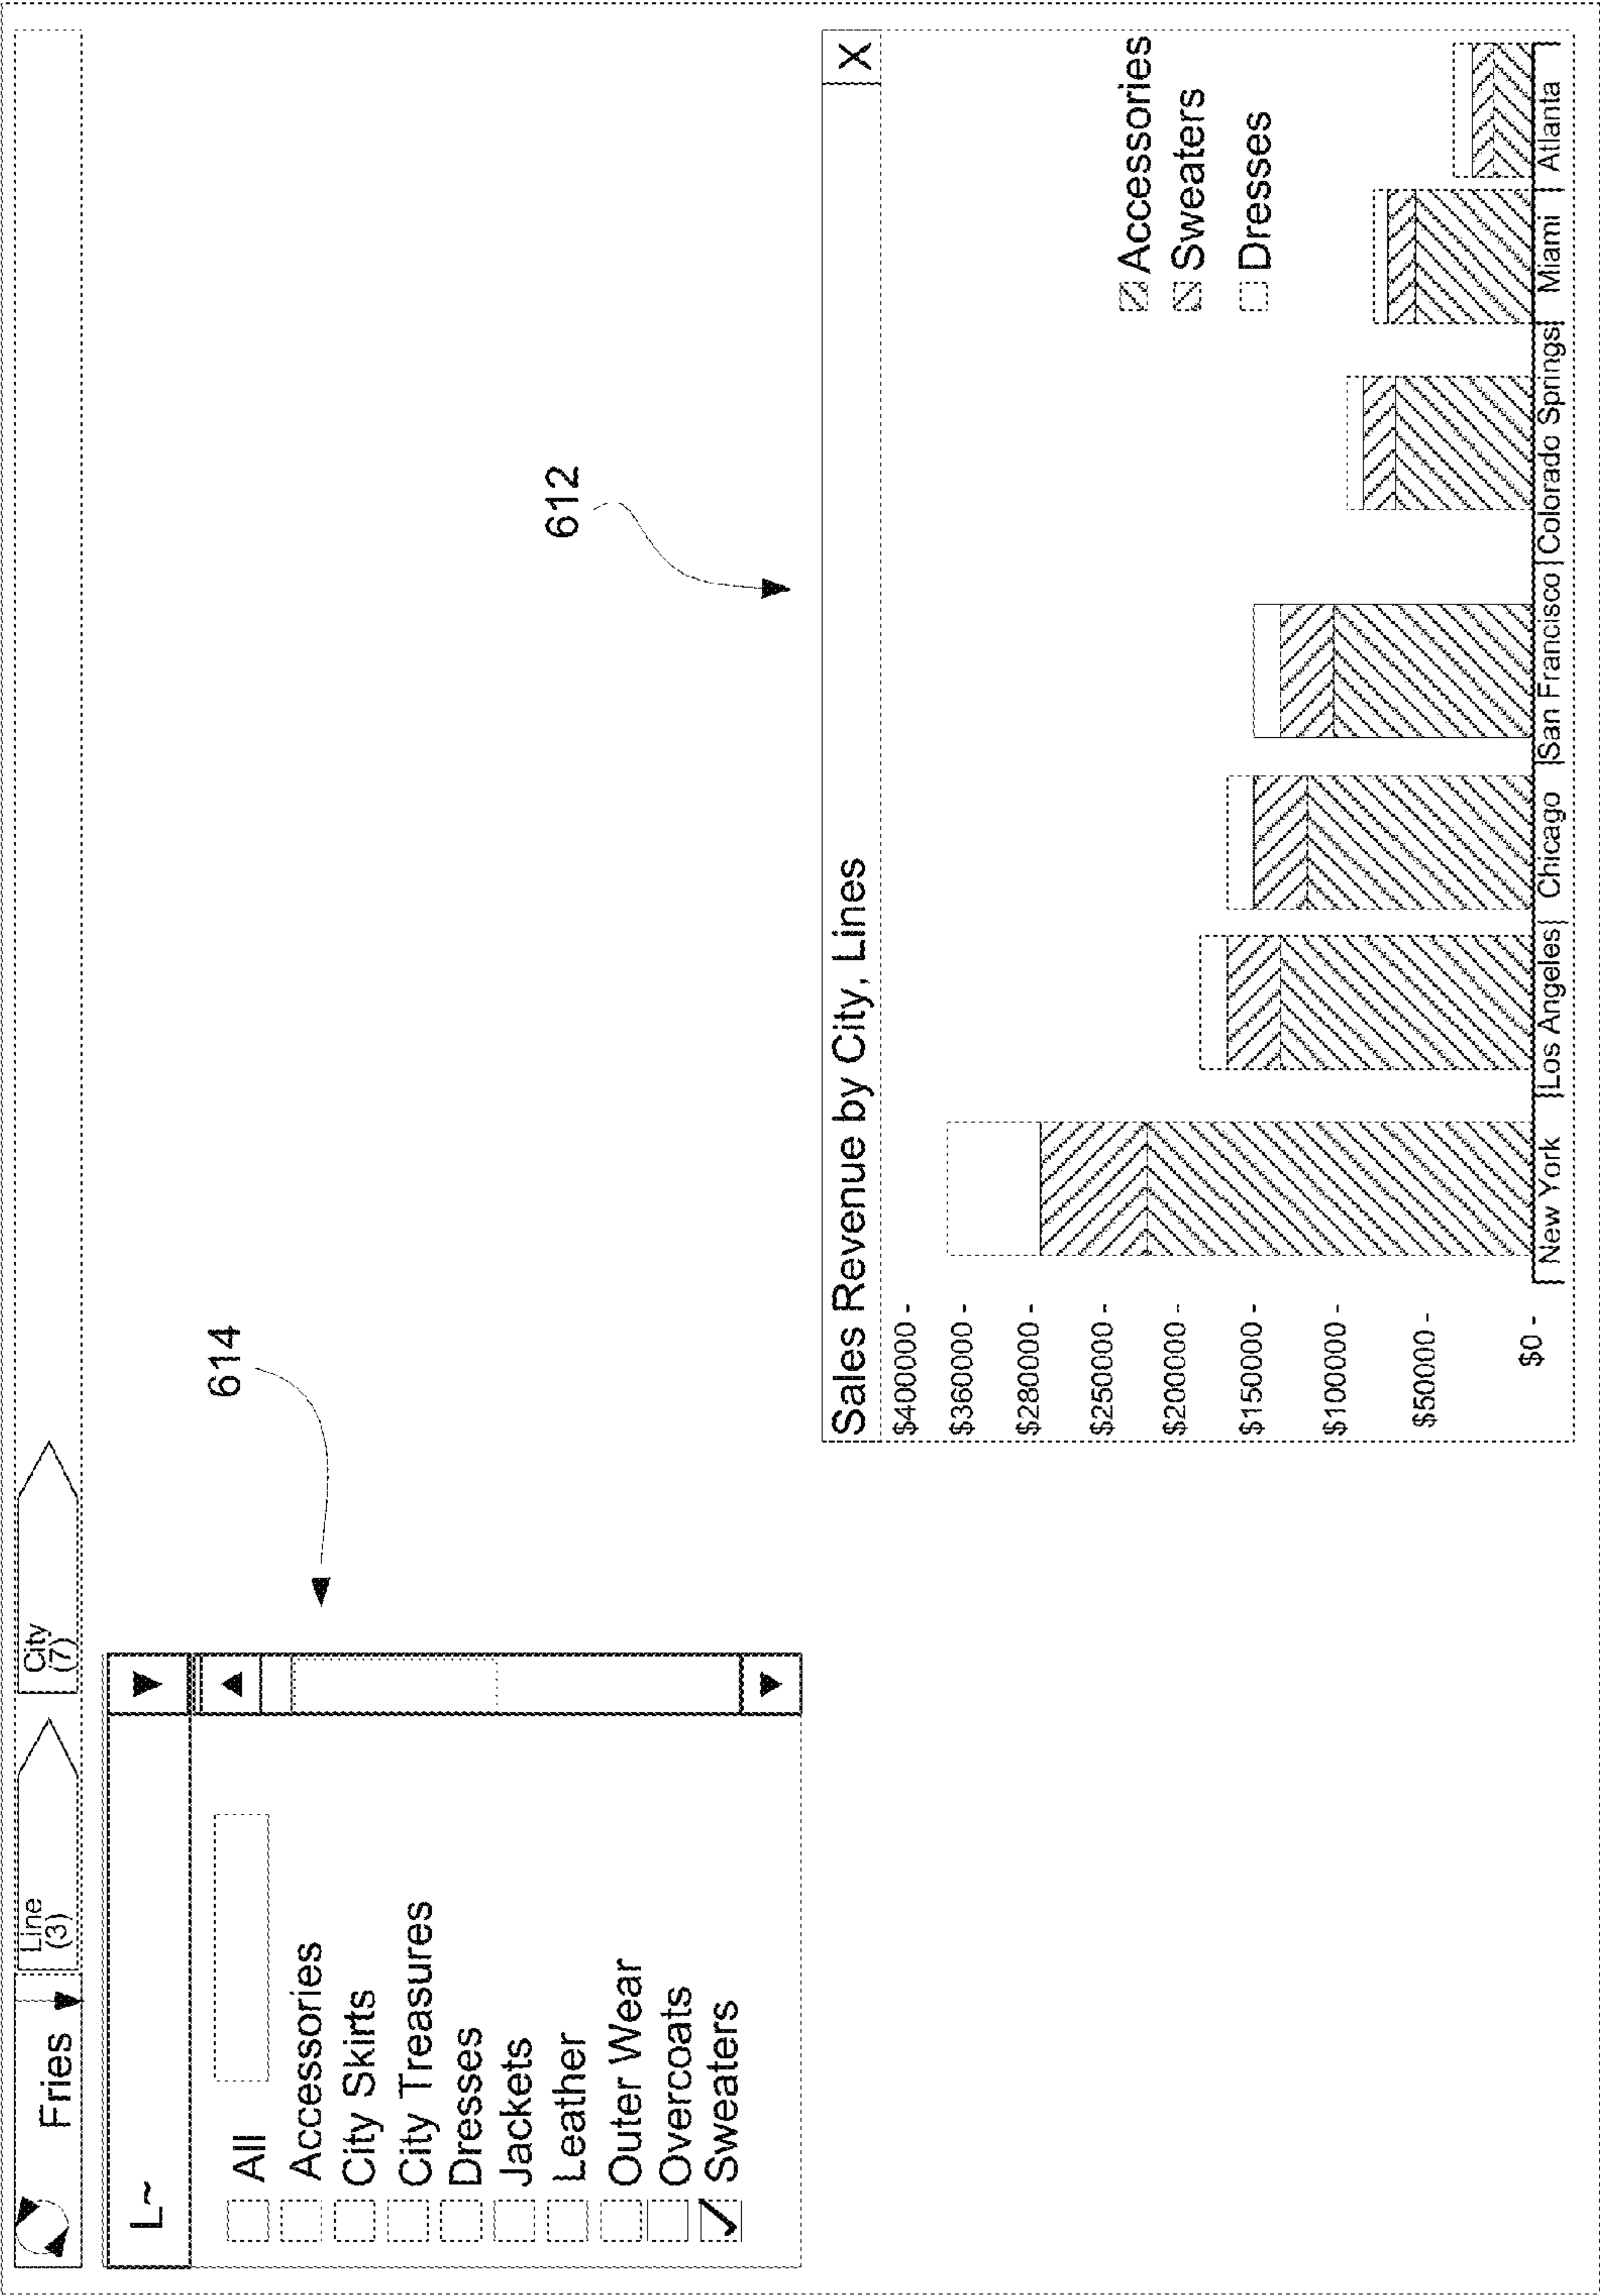 Fries
Line
(3)
City
(7)
L~
All
Accessories
City Skirts
City Treasures
Dresses
Jackets
Leather
Outer Wear
Overcoats
Sweaters
614
612
Sales Revenue by City, Lines
X
$400000 -
$360000 -
$280000 -
$250000 -
$200000 -
$150000 -
$100000 -
$50000 -
$0 -
Accessories
Sweaters
Dresses
New York
Los Angeles
Chicago
San Francisco
Colorado Springs
Miami
Atlanta